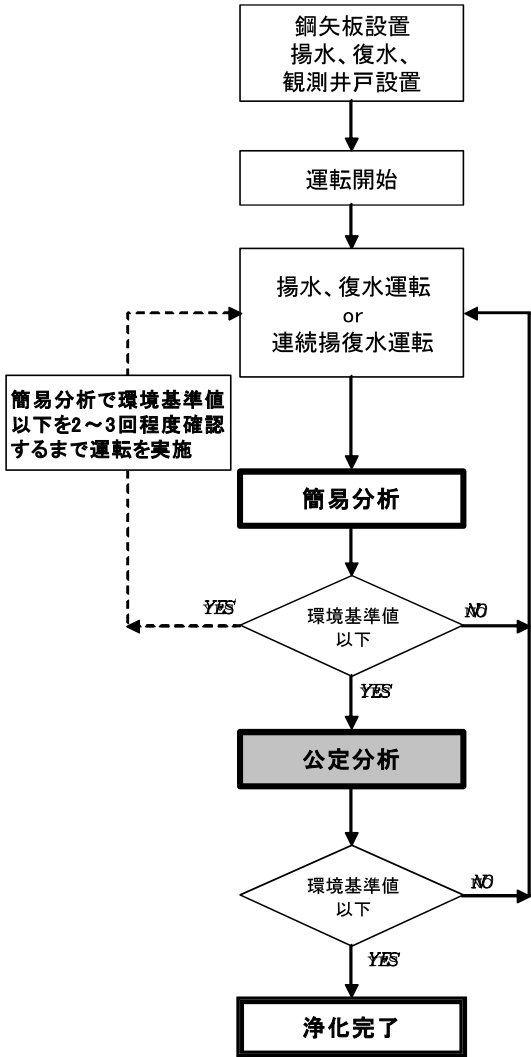 鋼矢板設置
揚水、復水、
観測井戸設置
運転開始
揚水、復水運転
or
連続揚復水運転
簡易分析で環境基準値
以下を2～3回程度確認
するまで運転を実施
簡易分析
環境基準値
以下
YES
NO
YES
公定分析
環境基準値
以下
NO
YES
浄化完了